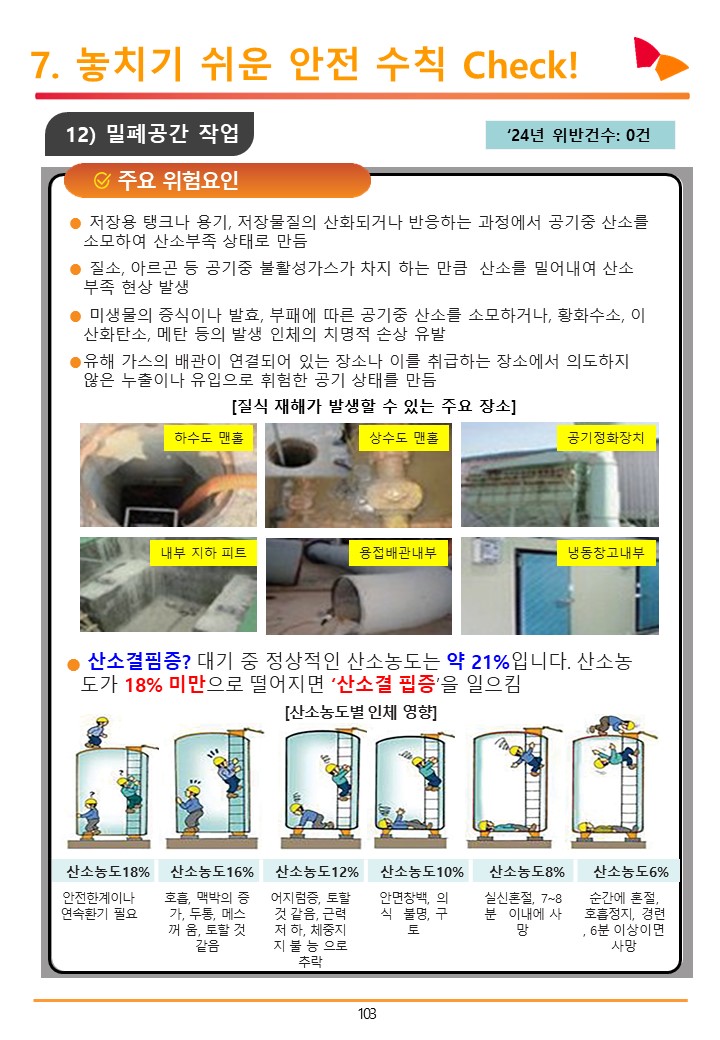 7. 놓치기 쉬운 안전 수칙 Check!
12) 밀폐공간 작업
‘24년 위반건수: 0건
주요 위험요인
● 저장용 탱크나 용기, 저장물질의 산화되거나 반응하는 과정에서 공기중 산소를
소모하여 산소부족 상태로 만듬
● 질소, 아르곤 등 공기중 불활성가스가 차지 하는 만큼 산소를 밀어내여 산소
부족 현상 발생
● 미생물의 증식이나 발효, 부패에 따른 공기중 산소를 소모하거나, 황화수소, 이
산화탄소, 메탄 등의 발생 인체의 치명적 손상 유발
●유해 가스의 배관이 연결되어 있는 장소나 이를 취급하는 장소에서 의도하지
않은 누출이나 유입으로 휘험한 공기 상태를 만듬
[질식 재해가 발생할 수 있는 주요 장소]
하수도 맨홀
상수도 맨홀
공기정화장치
내부 지하 피트
용접배관내부
냉동창고내부
● 산소결핌증? 대기 중 정상적인 산소농도는 약 21%입니다. 산소농
도가 18% 미만으로 떨어지면 ‘산소결 핍증’을 일으킴
[산소농도별 인체 영향]
산소농도18%
산소농도16%
산소농도12%
산소농도10%
산소농도8%
산소농도6%
안전한계이나
연속환기 필요
호흡, 맥박의 증
가, 두통, 메스
꺼 움, 토할 것
같음
어지럼증, 토할
것 같음, 근력
저 하, 체중지
지 불 능 으로
추락
안면창백, 의
식 불명, 구
토
실신혼절, 7~8
분 이내에 사
망
순간에 혼절,
호흡정지, 경련
, 6분 이상이면
사망
103